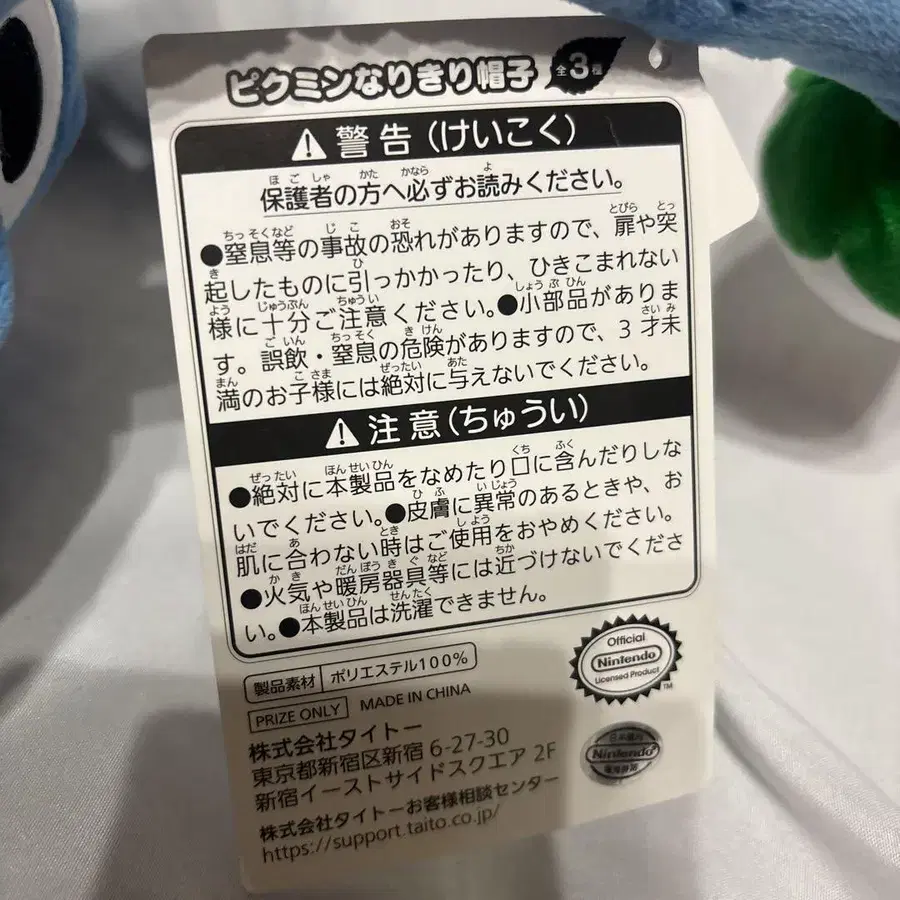 ピクミンなりきり帽子 全3種
警告(けいこく)
保護者の方へ必ずお読みください。
●窒息等の事故の恐れがありますので、扉や突
起したものに引っかかったり、ひきこまれない
様に十分ご注意ください。●小部品がありま
す。誤飲・窒息の危険がありますので、3才未
満のお子様には絶対に与えないでください。
注意(ちゅうい)
●絶対に本製品をなめたり口に含んだりしな
いでください。●皮膚に異常のあるときや、お
肌に合わない時はご使用をおやめください。
●火気や暖房器具等には近づけないでくださ
い。●本製品は洗濯できません。
製品素材 ポリエステル100%
PRIZE ONLY MADE IN CHINA
株式会社タイトー
東京都新宿区新宿 6-27-30
新宿イーストサイドスクエア 2F
株式会社タイトーお客様相談センター
https://support.taito.co.jp/
Official
Nintendo
Licensed Product
TM
Nintendo